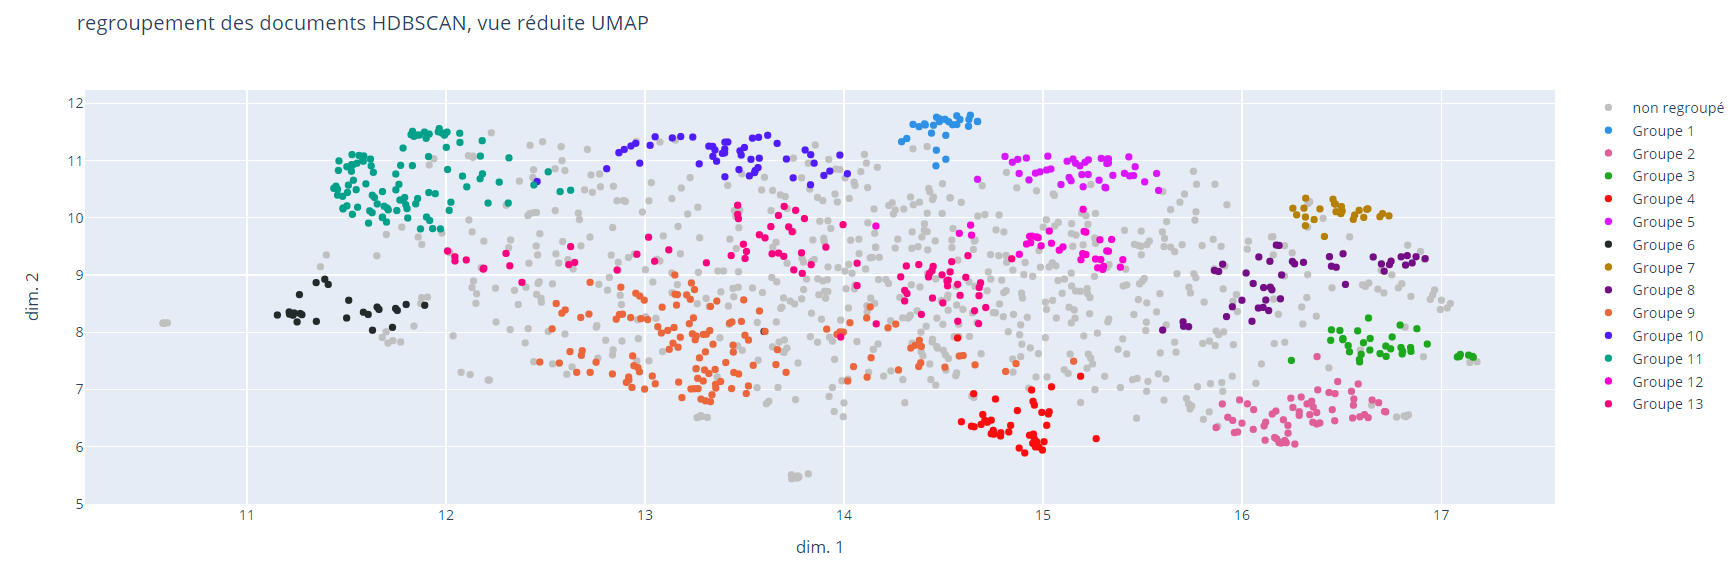 regroupement des documents HDBSCAN, vue réduite UMAP
12
11
10
9
8
7
6
5
dim. 2
11 12 13 14 15 16 17
dim. 1
non regroupé
Groupe 1
Groupe 2
Groupe 3
Groupe 4
Groupe 5
Groupe 6
Groupe 7
Groupe 8
Groupe 9
Groupe 10
Groupe 11
Groupe 12
Groupe 13